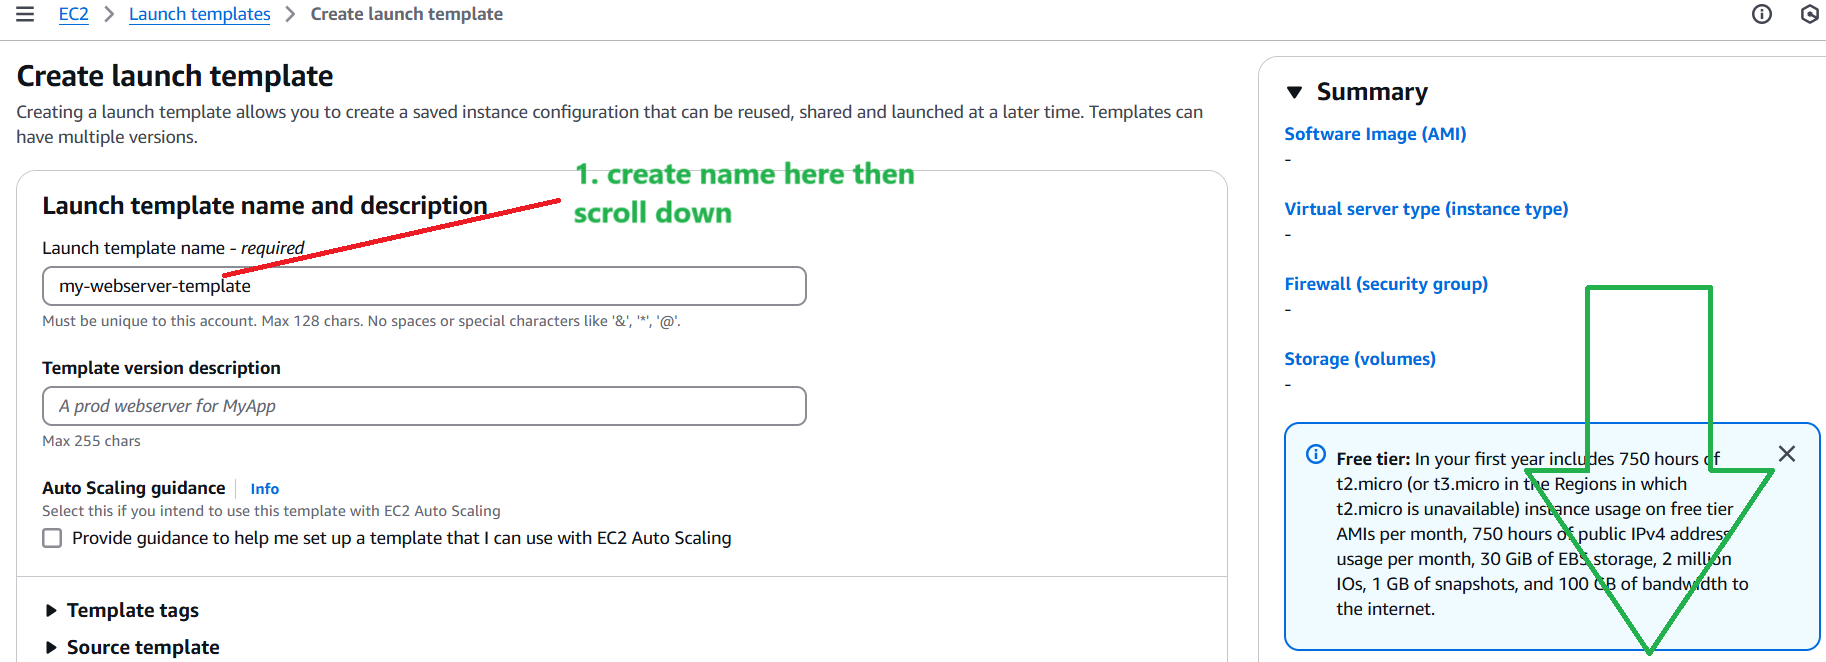 EC2 > Launch templates > Create launch template
Create launch template
Creating a launch template allows you to create a saved instance configuration that can be reused, shared and launched at a later time. Templates can
have multiple versions.
1. create name here then
scroll down
Launch template name and description
Launch template name - required
my-webserver-template
Must be unique to this account. Max 128 chars. No spaces or special characters like '&', '*', '@'.
Template version description
A prod webserver for MyApp
Max 255 chars
Auto Scaling guidance Info
Select this if you intend to use this template with EC2 Auto Scaling
Provide guidance to help me set up a template that I can use with EC2 Auto Scaling
Template tags
Source template
Summary
Software Image (AMI)
-
Virtual server type (instance type)
-
Firewall (security group)
-
Storage (volumes)
-
Free tier: In your first year includes 750 hours of
t2.micro (or t3.micro in the Regions in which
t2.micro is unavailable) instance usage on free tier
AMIs per month, 750 hours of public IPv4 address
usage per month, 30 GiB of EBS storage, 2 million
IOs, 1 GB of snapshots, and 100 GB of bandwidth to
the internet.